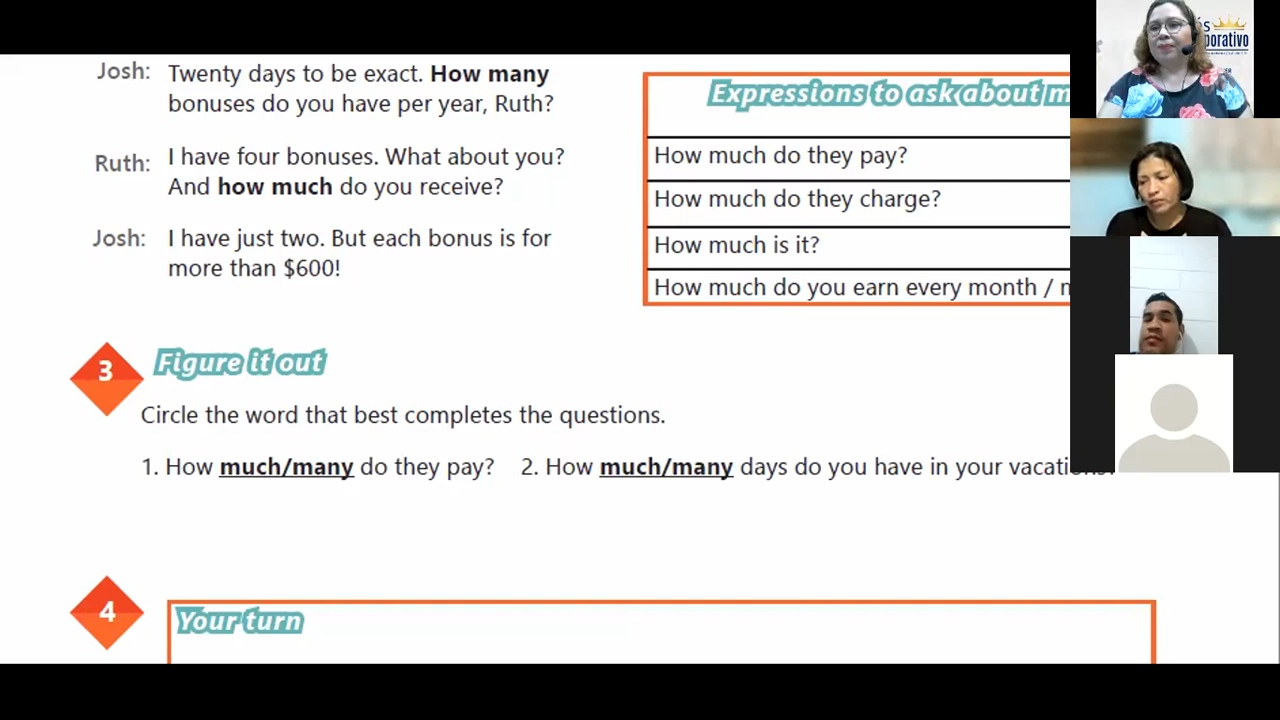 Josh: Twenty days to be exact. How many
bonuses do you have per year, Ruth?
Ruth: I have four bonuses. What about you?
And how much do you receive?
Josh: I have just two. But each bonus is for
more than $600!
Expressions to ask about m
How much do they pay?
How much do they charge?
How much is it?
How much do you earn every month /
3 Figure it out
Circle the word that best completes the questions.
1. How much/many do they pay? 2. How much/many days do you have in your vacations?
4 Your turn
és
porativo